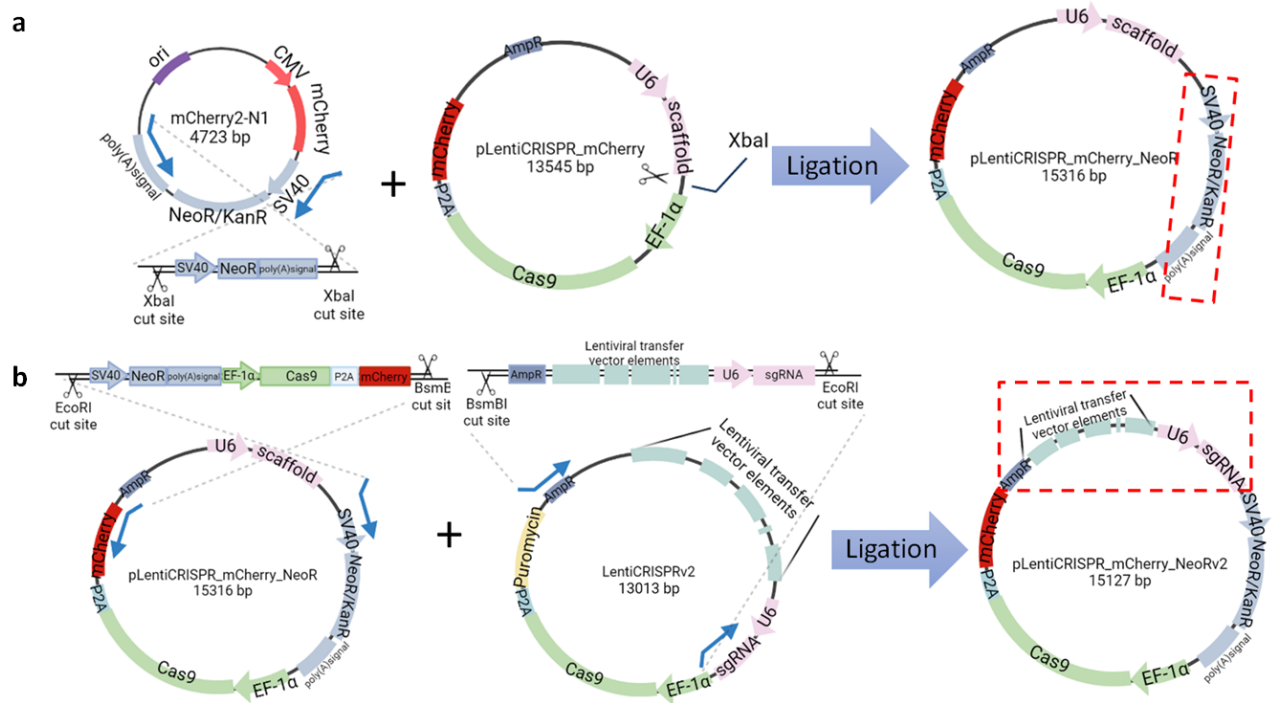 a
ori
CMV
mCherry
mCherry2-N1
4723 bp
poly(A)signal
NeoR/KanR
SV40
SV40
NeoR
poly(A)signal
XbaI
cut site
XbaI
cut site
+
AmpR
U6
scaffold
mCherry
pLentiCRISPR_mCherry
13545 bp
XbaI
P2A
EF-1α
Cas9
Ligation
U6
scaffold
AmpR
mCherry
SV40
pLentiCRISPR_mCherry_NeoR
15316 bp
NeoR/KanR
P2A
poly(A)signal
Cas9
EF-1α
b
SV40
NeoR
poly(A)signal
EF-1α
Cas9
P2A
mCherry
EcoRI
cut site
BsmB
cut sit
Lentiviral transfer
vector elements
AmpR
U6
sgRNA
BsmBI
cut site
EcoRI
cut site
U6
scaffold
AmpR
mCherry
SV40
pLentiCRISPR_mCherry_NeoR
15316 bp
NeoR/KanR
P2A
poly(A)signal
Cas9
EF-1α
+
Lentiviral transfer
vector elements
AmpR
Puromycin
LentiCRISPRv2
13013 bp
P2A
U6
sgRNA
Cas9
EF-1α
Ligation
Lentiviral transfer
vector elements
U6
sgRNA
AmpR
mCherry
SV40
pLentiCRISPR_mCherry_NeoRv2
15127 bp
NeoR/KanR
P2A
poly(A)signal
Cas9
EF-1α